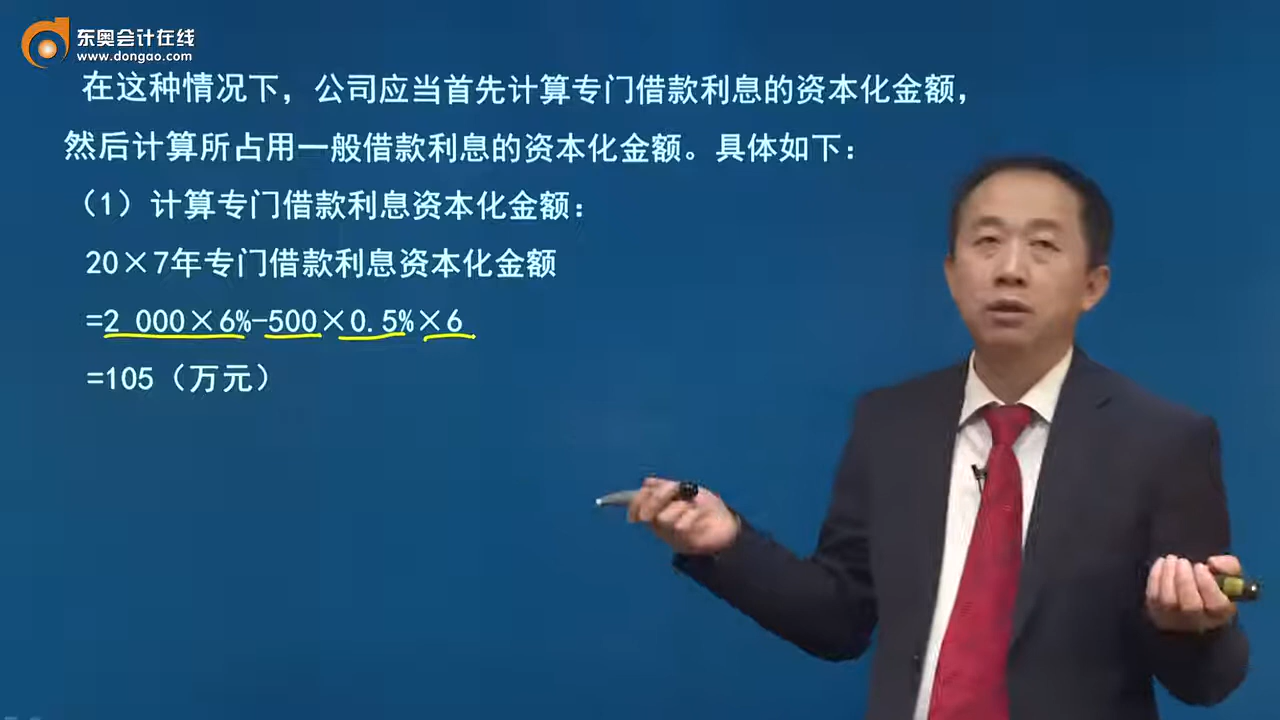 东奥会计在线
www.dongao.com
在这种情况下，公司应当首先计算专门借款利息的资本化金额，
然后计算所占用一般借款利息的资本化金额。具体如下：
（1）计算专门借款利息资本化金额：
20×7年专门借款利息资本化金额
=2 000×6%-500×0.5%×6
=105（万元）